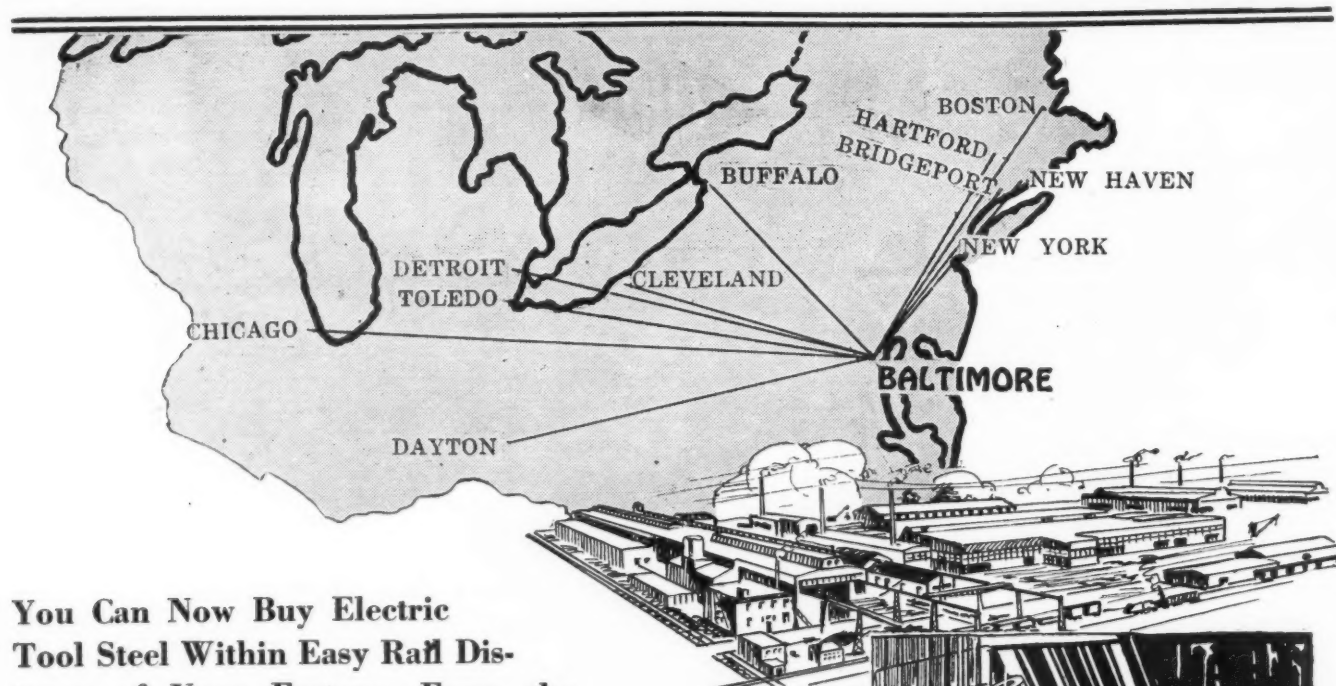 BOSTON
HARTFORD
BRIDGEPORT
BUFFALO
NEW HAVEN
NEW YORK
DETROIT
CLEVELAND
TOLEDO
CHICAGO
BALTIMORE
DAYTON
You Can Now Buy Electric
Tool Steel Within Easy Rail Dis-